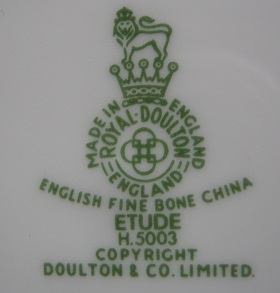 MADE IN ENGLAND
ROYAL·DOULTON
ENGLAND
ENGLISH FINE BONE CHINA
ETUDE
H.5003
COPYRIGHT
DOULTON & CO. LIMITED.